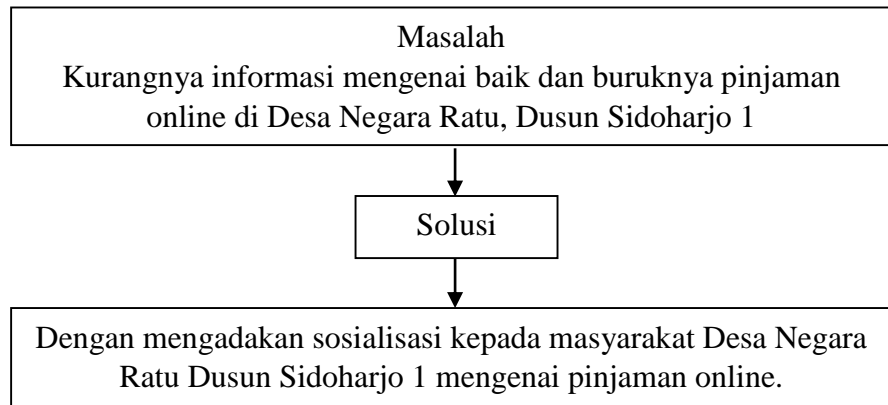 Masalah
Kurangnya informasi mengenai baik dan buruknya pinjaman
online di Desa Negara Ratu, Dusun Sidoharjo 1
Solusi
Dengan mengadakan sosialisasi kepada masyarakat Desa Negara
Ratu Dusun Sidoharjo 1 mengenai pinjaman online.